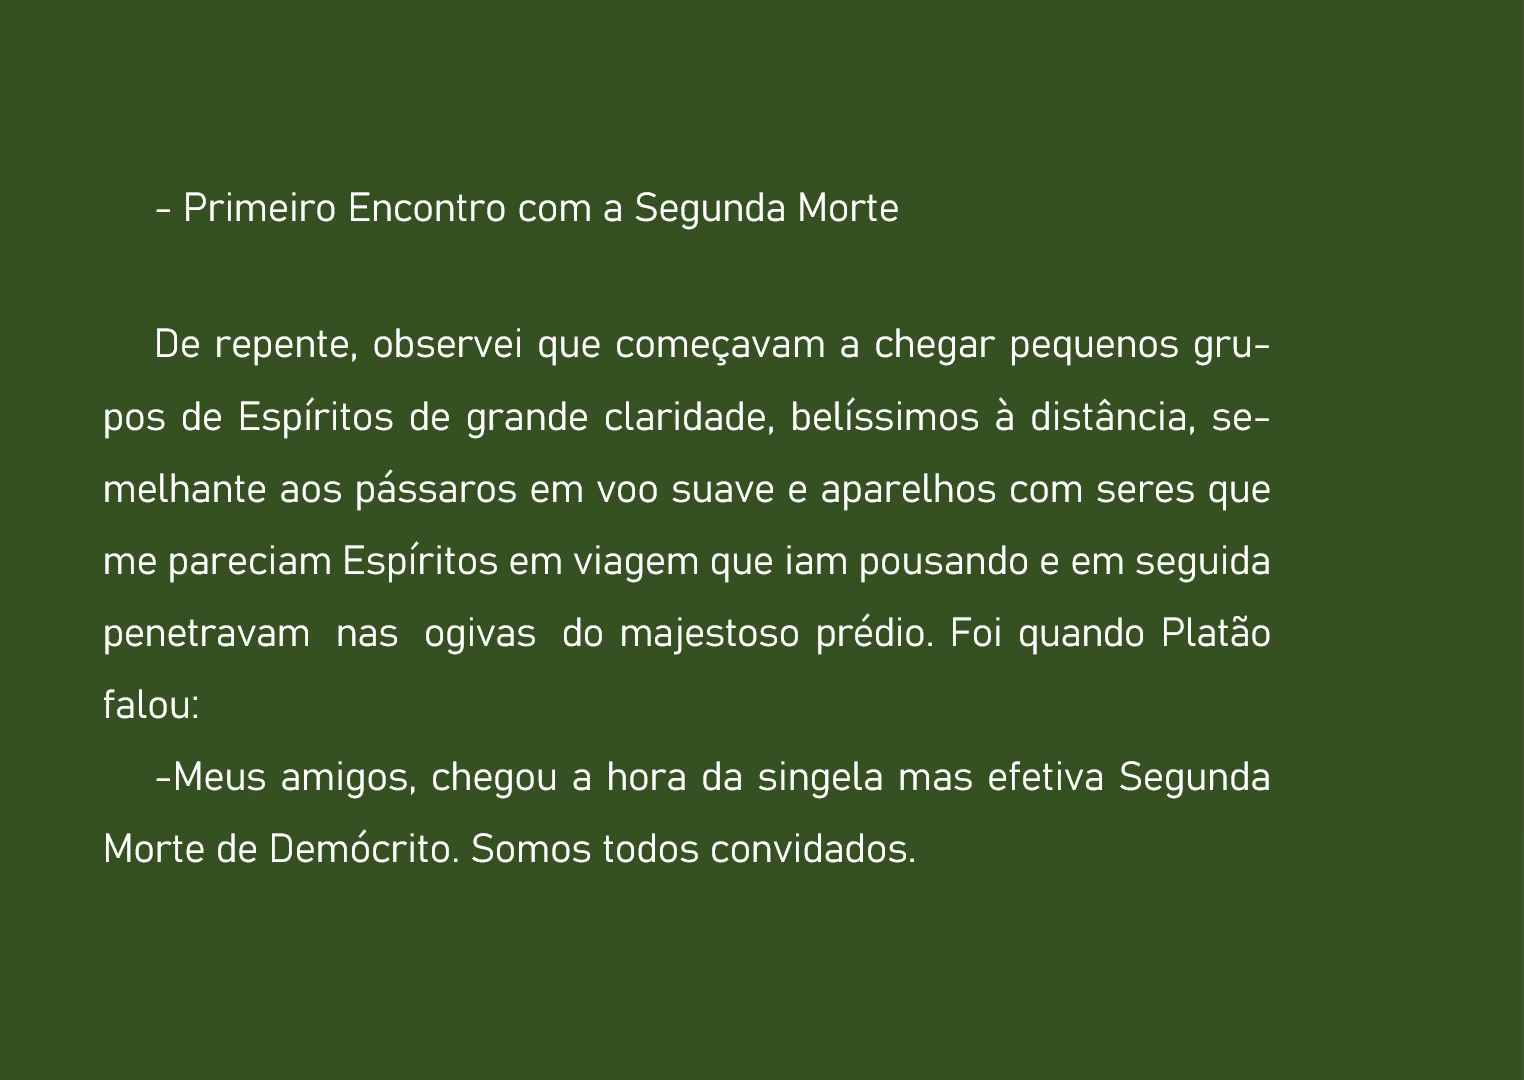 - Primeiro Encontro com a Segunda Morte
De repente, observei que começavam a chegar pequenos gru-
pos de Espíritos de grande claridade, belíssimos à distância, se-
melhante aos pássaros em voo suave e aparelhos com seres que
me pareciam Espíritos em viagem que iam pousando e em seguida
penetravam nas ogivas do majestoso prédio. Foi quando Platão
falou:
-Meus amigos, chegou a hora da singela mas efetiva Segunda
Morte de Demócrito. Somos todos convidados.